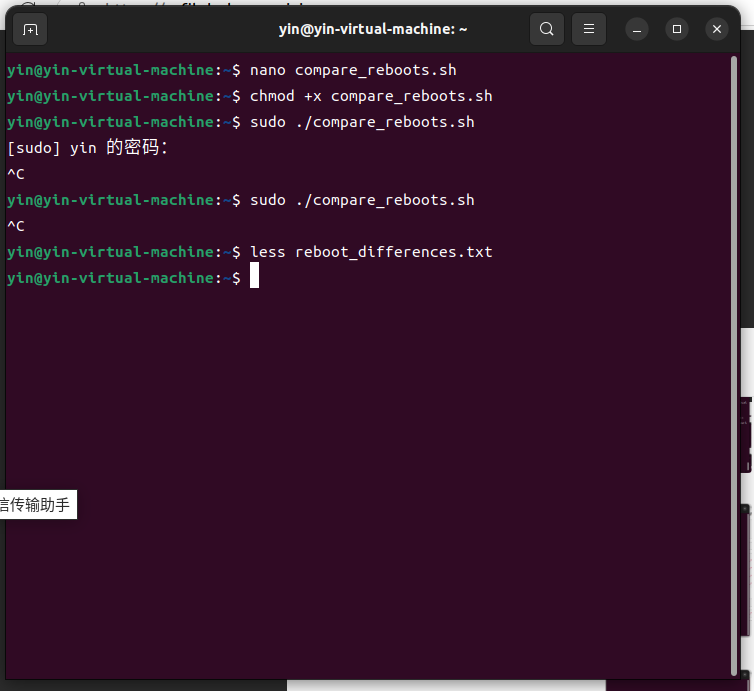 yin@yin-virtual-machine: ~
yin@yin-virtual-machine:~$ nano compare_reboots.sh
yin@yin-virtual-machine:~$ chmod +x compare_reboots.sh
yin@yin-virtual-machine:~$ sudo ./compare_reboots.sh
[sudo] yin 的密码：
^C
yin@yin-virtual-machine:~$ sudo ./compare_reboots.sh
^C
yin@yin-virtual-machine:~$ less reboot_differences.txt
yin@yin-virtual-machine:~$
信传输助手